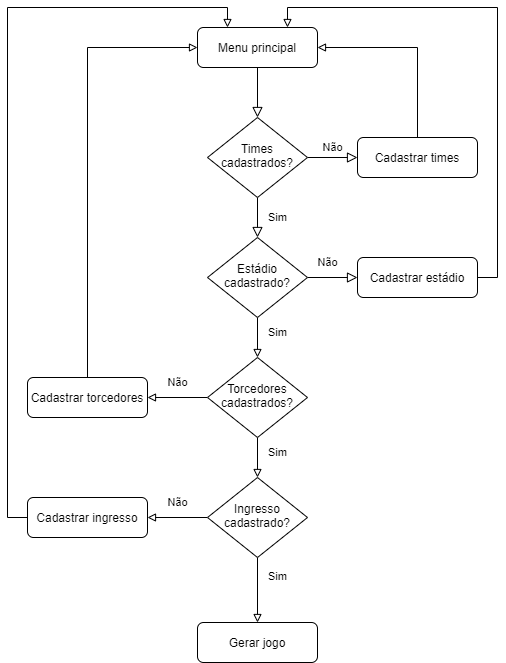 Menu principal
Times
cadastrados?
Não
Cadastrar times
Sim
Estádio
cadastrado?
Não
Cadastrar estádio
Sim
Torcedores
cadastrados?
Não
Cadastrar torcedores
Sim
Ingresso
cadastrado?
Não
Cadastrar ingresso
Sim
Gerar jogo